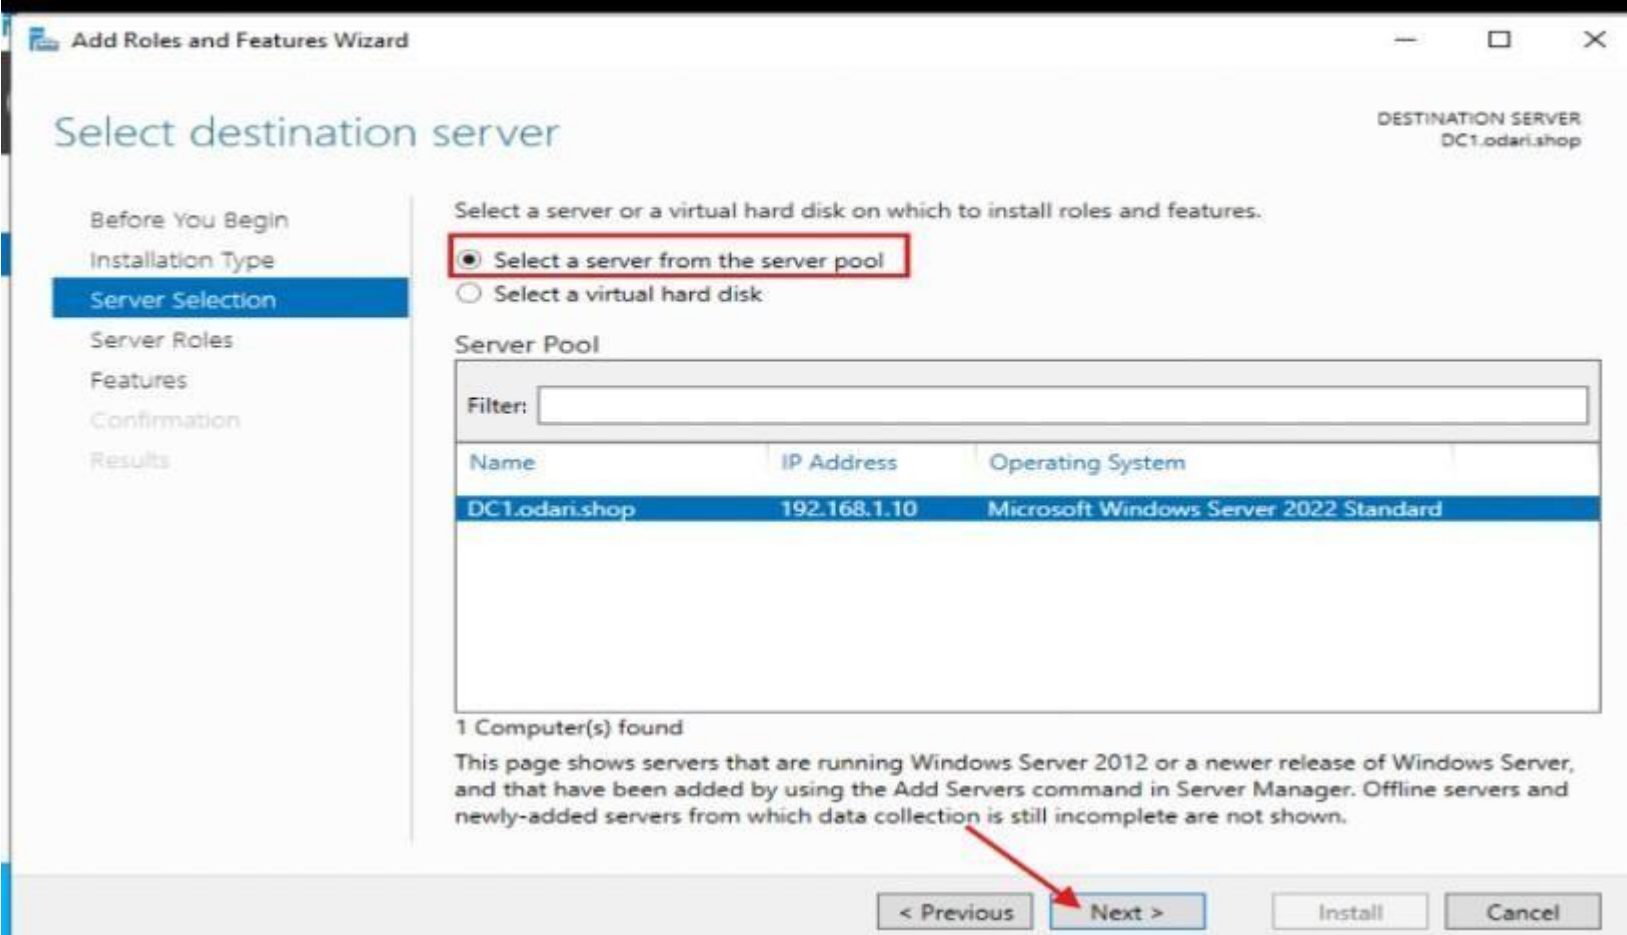 Add Roles and Features Wizard
Select destination server
DESTINATION SERVER
DC1.odari.shop
Before You Begin
Installation Type
Server Selection
Server Roles
Features
Confirmation
Results
Select a server or a virtual hard disk on which to install roles and features.
Select a server from the server pool
Select a virtual hard disk
Server Pool
Filter:
Name IP Address Operating System
DC1.odari.shop 192.168.1.10 Microsoft Windows Server 2022 Standard
1 Computer(s) found
This page shows servers that are running Windows Server 2012 or a newer release of Windows Server,
and that have been added by using the Add Servers command in Server Manager. Offline servers and
newly-added servers from which data collection is still incomplete are not shown.
< Previous Next > Install Cancel